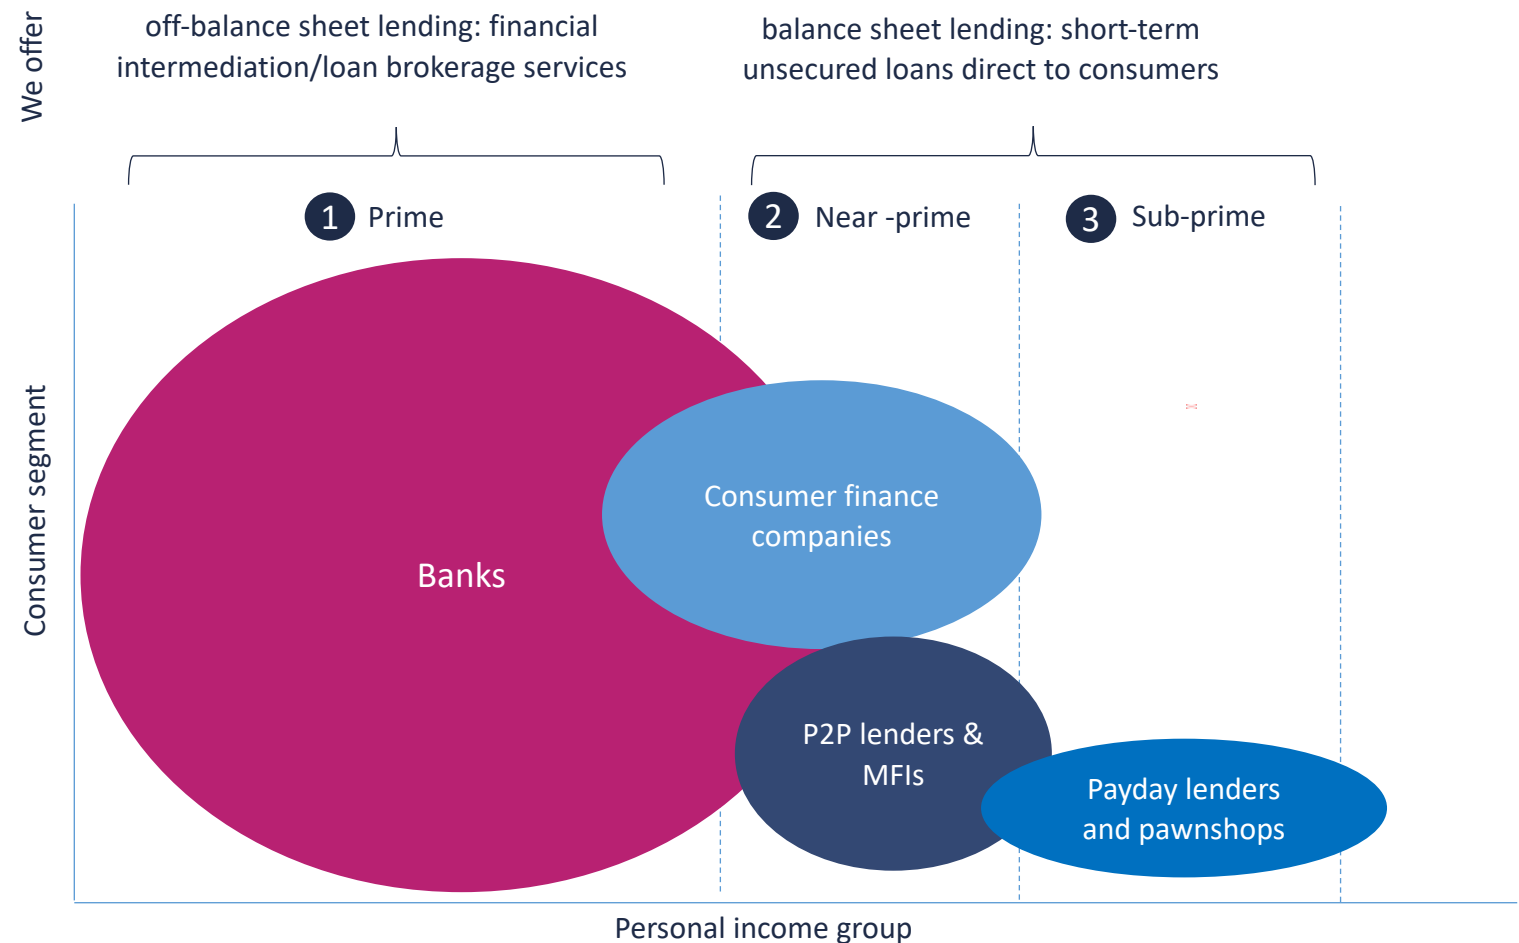 We offer
off-balance sheet lending: financial
intermediation/loan brokerage services
balance sheet lending: short-term
unsecured loans direct to consumers
1 Prime
2 Near -prime
3 Sub-prime
Consumer segment
Banks
Consumer finance
companies
P2P lenders &
MFIs
Payday lenders
and pawnshops
Personal income group